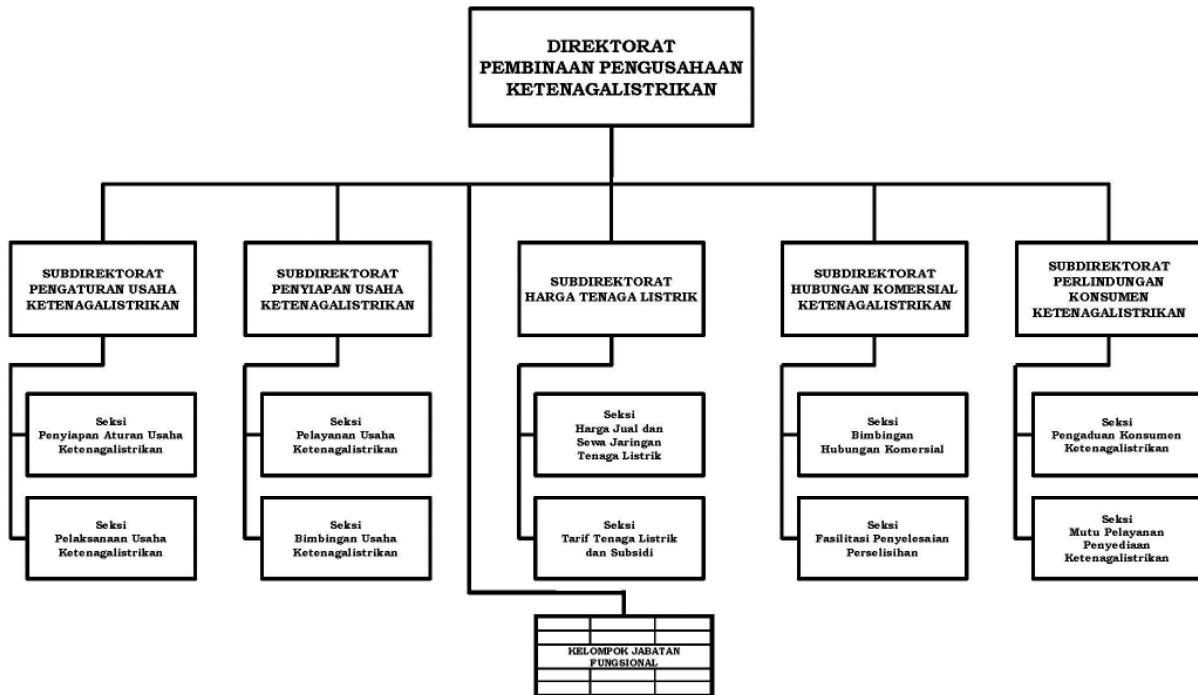 DIREKTORAT
PEMBINAAN PENGUSAHAAN
KETENAGALISTRIKAN
SUBDIREKTORAT
PENGATURAN USAHA
KETENAGALISTRIKAN
SUBDIREKTORAT
PENYIAPAN USAHA
KETENAGALISTRIKAN
SUBDIREKTORAT
HARGA TENAGA LISTRIK
SUBDIREKTORAT
HUBUNGAN KOMERSIAL
KETENAGALISTRIKAN
SUBDIREKTORAT
PERLINDUNGAN
KONSUMEN
KETENAGALISTRIKAN
Seksi
Penyiapan Aturan Usaha
Ketenagalistrikan
Seksi
Pelayanan Usaha
Ketenagalistrikan
Seksi
Harga Jual dan
Sewa Jaringan
Tenaga Listrik
Seksi
Bimbingan
Hubungan Komersial
Seksi
Pengaduan Konsumen
Ketenagalistrikan
Seksi
Pelaksanaan Usaha
Ketenagalistrikan
Seksi
Bimbingan Usaha
Ketenagalistrikan
Seksi
Tarif Tenaga Listrik
dan Subsidi
Seksi
Fasilitasi Penyelesaian
Perselisihan
Seksi
Mutu Pelayanan
Penyediaan
Ketenagalistrikan
KELOMPOK JABATAN
FUNGSIONAL